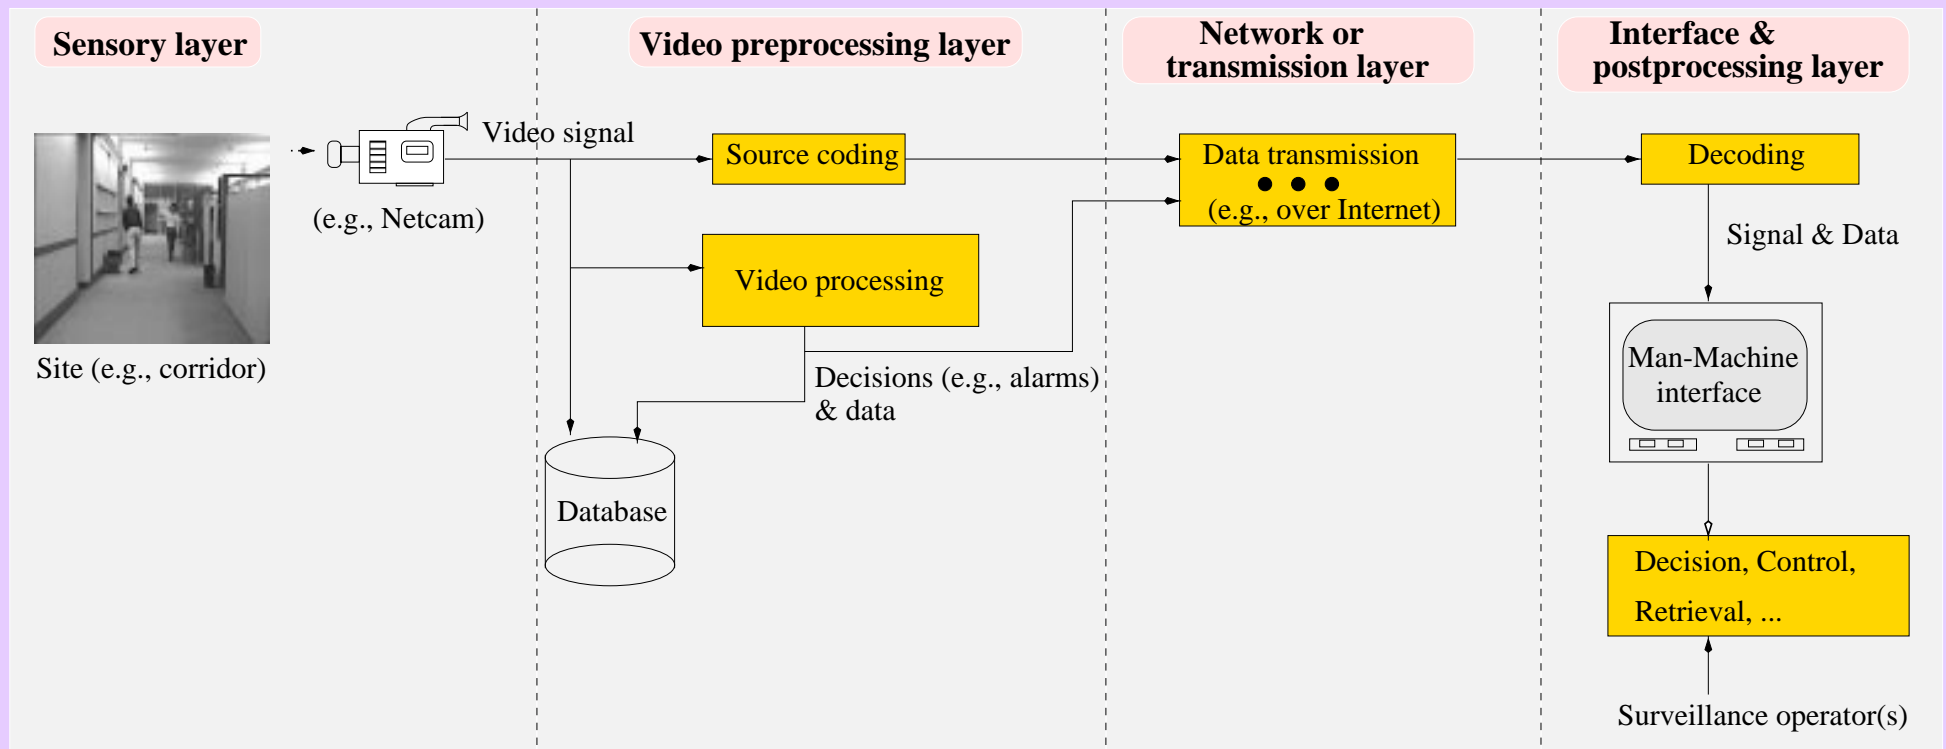 Sensory layer
Video preprocessing layer
Network or
transmission layer
Interface &
postprocessing layer
Video signal
(e.g., Netcam)
Site (e.g., corridor)
Source coding
Video processing
Decisions (e.g., alarms)
& data
Database
Data transmission
(e.g., over Internet)
Decoding
Signal & Data
Man-Machine
interface
Decision, Control,
Retrieval, ...
Surveillance operator(s)